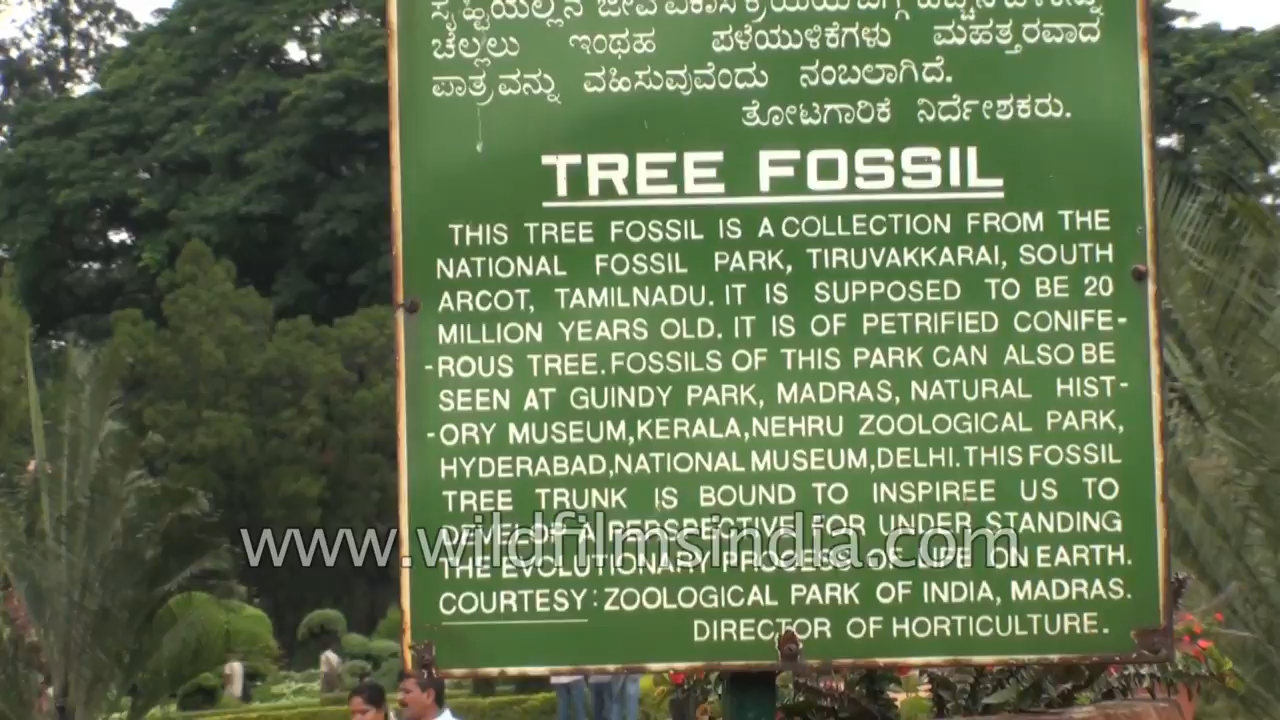 ಚೆಲ್ಲಲು ಇಂಥಹ ಪಳೆಯುಳಿಕೆಗಳು ಮಹತ್ತರವಾದ
ಪಾತ್ರವನ್ನು ವಹಿಸುವುವೆಂದು ನಂಬಲಾಗಿದೆ.
ತೋಟಗಾರಿಕೆ ನಿರ್ದೇಶಕರು.
TREE FOSSIL
THIS TREE FOSSIL IS A COLLECTION FROM THE
NATIONAL FOSSIL PARK, TIRUVAKKARAI, SOUTH
ARCOT, TAMILNADU. IT IS SUPPOSED TO BE 20
MILLION YEARS OLD. IT IS OF PETRIFIED CONIFE-
-ROUS TREE. FOSSILS OF THIS PARK CAN ALSO BE
SEEN AT GUINDY PARK, MADRAS, NATURAL HIST-
-ORY MUSEUM, KERALA, NEHRU ZOOLOGICAL PARK,
HYDERABAD, NATIONAL MUSEUM, DELHI. THIS FOSSIL
TREE TRUNK IS BOUND TO INSPIREE US TO
DEVELOP A PERSPECTIVE FOR UNDER STANDING
www.wildfilmsindia.com
THE EVOLUTIONARY PROCESS OF LIFE ON EARTH.
COURTESY: ZOOLOGICAL PARK OF INDIA, MADRAS.
DIRECTOR OF HORTICULTURE.